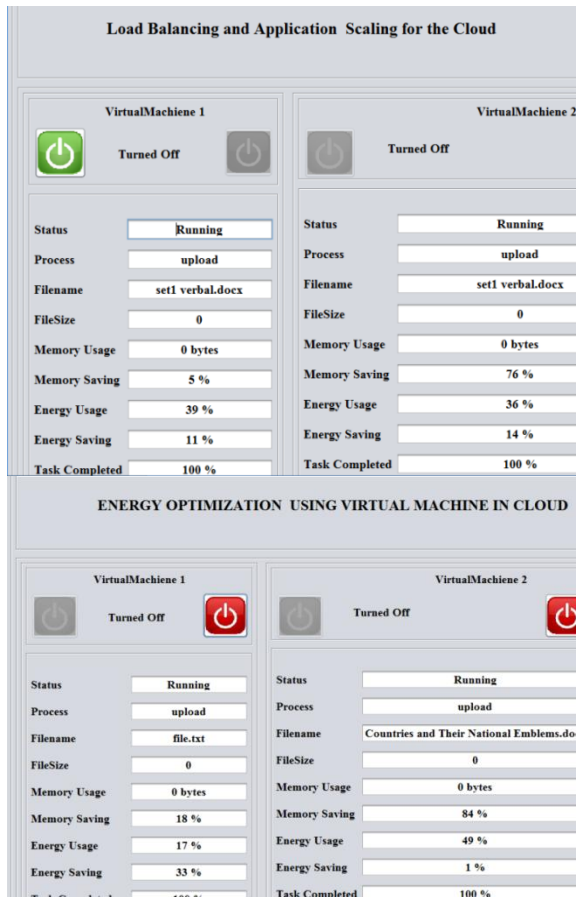 Load Balancing and Application Scaling for the Cloud
VirtualMachiene 1
Turned Off
Status Running
Process upload
Filename set1 verbal.docx
FileSize 0
Memory Usage 0 bytes
Memory Saving 5 %
Energy Usage 39 %
Energy Saving 11 %
Task Completed 100 %
VirtualMachiene 2
Turned Off
Status Running
Process upload
Filename set1 verbal.docx
FileSize 0
Memory Usage 0 bytes
Memory Saving 76 %
Energy Usage 36 %
Energy Saving 14 %
Task Completed 100 %
ENERGY OPTIMIZATION USING VIRTUAL MACHINE IN CLOUD
VirtualMachiene 1
Turned Off
Status Running
Process upload
Filename file.txt
FileSize 0
Memory Usage 0 bytes
Memory Saving 18 %
Energy Usage 17 %
Energy Saving 33 %
VirtualMachiene 2
Turned Off
Status Running
Process upload
Filename Countries and Their National Emblems.do
FileSize 0
Memory Usage 0 bytes
Memory Saving 84 %
Energy Usage 49 %
Energy Saving 1 %
Task Completed 100 %